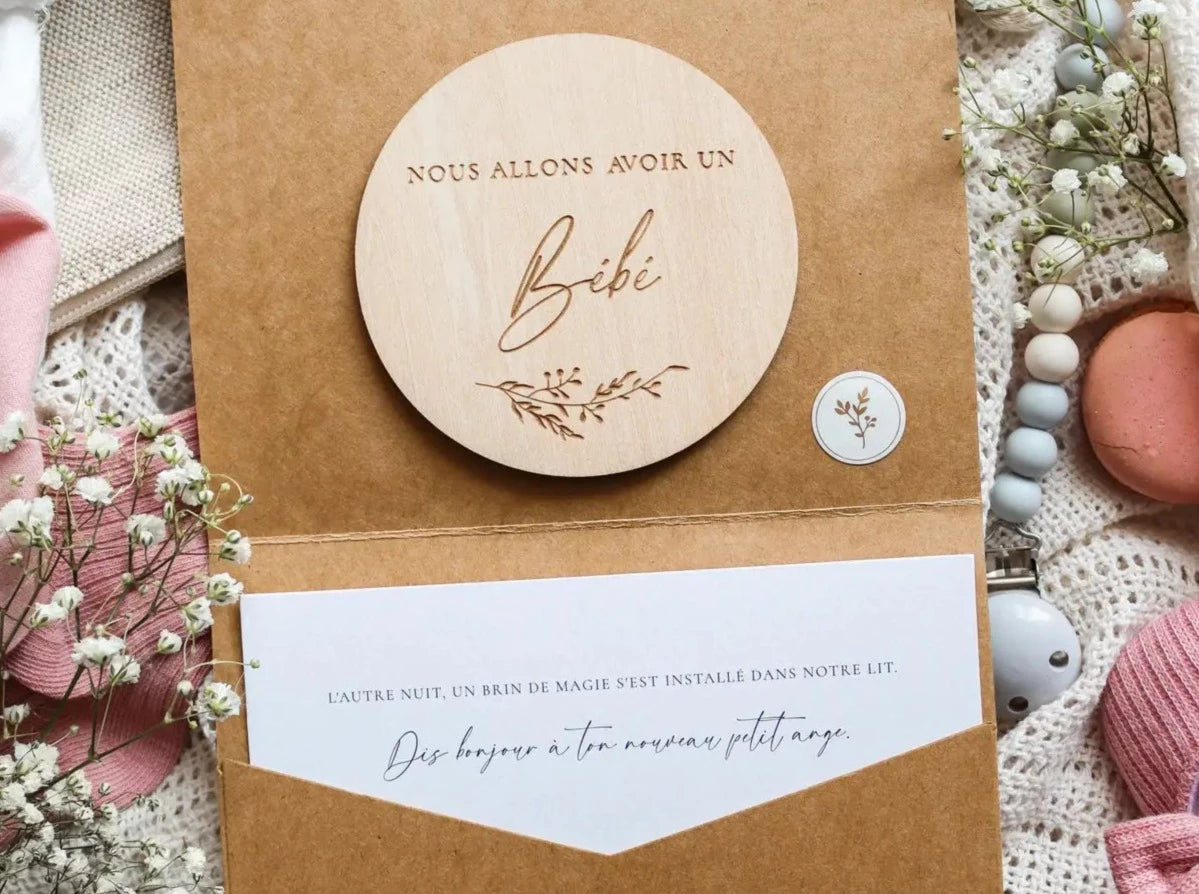 NOUS ALLONS AVOIR UN
Bébé
L'AUTRE NUIT, UN BRIN DE MAGIE S'EST INSTALLÉ DANS NOTRE LIT.
Dis bonjour à ton nouveau petit ange.